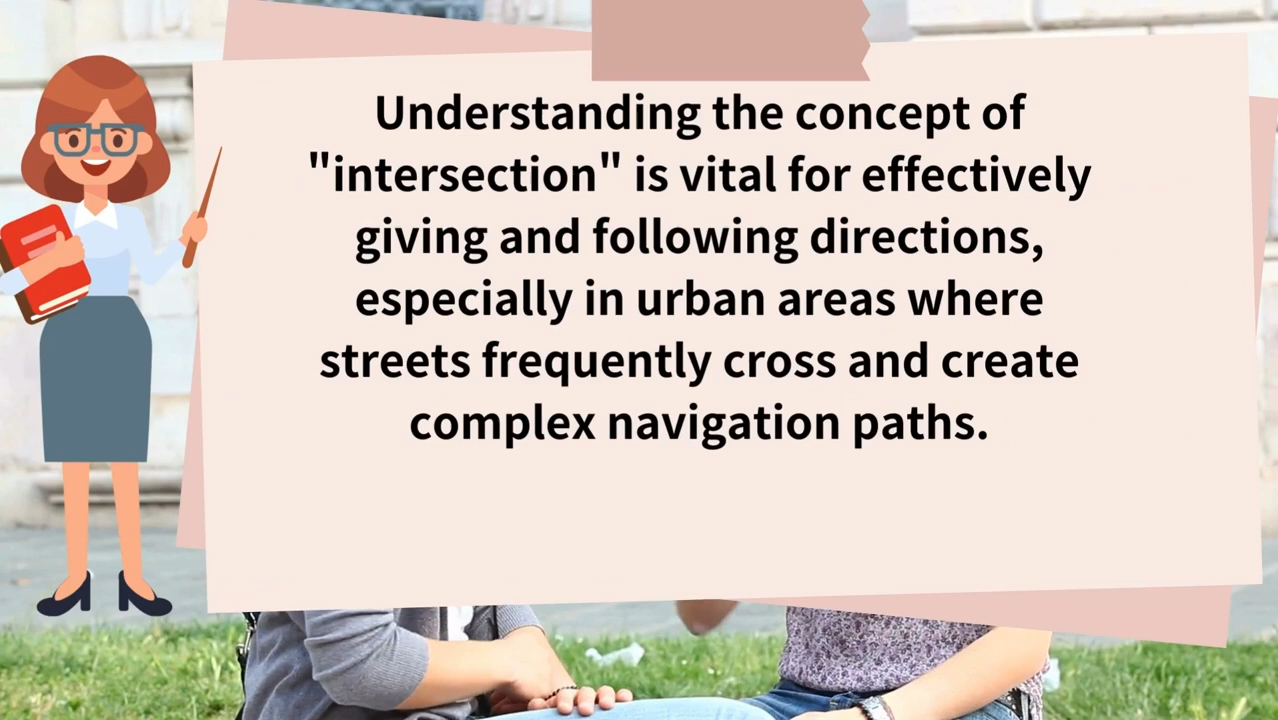 Understanding the concept of
"intersection" is vital for effectively
giving and following directions,
especially in urban areas where
streets frequently cross and create
complex navigation paths.